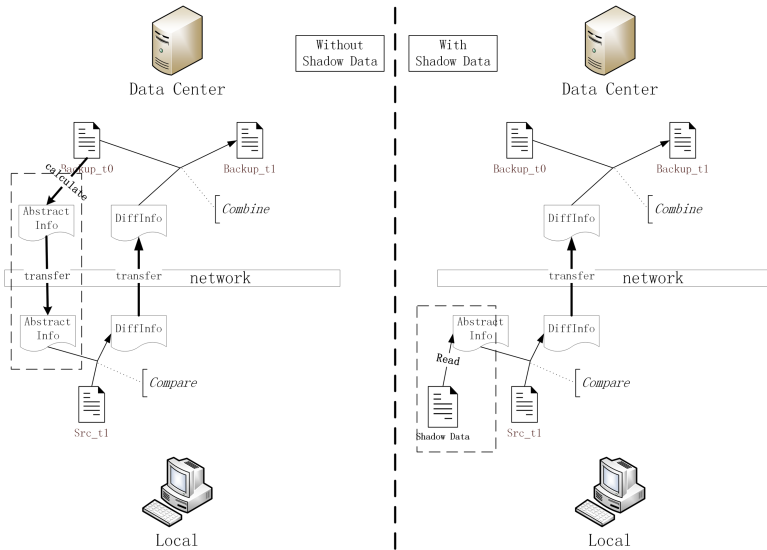 Without
Shadow Data
With
Shadow Data
Data Center
Data Center
Backup_t0
Backup_t1
calculate
Combine
Abstract
Info
DiffInfo
transfer
transfer
network
Abstract
Info
DiffInfo
Compare
Src_t1
Local
Backup_t0
Backup_t1
Combine
DiffInfo
transfer
network
Abstract
Info
DiffInfo
Read
Compare
Shadow Data
Src_t1
Local